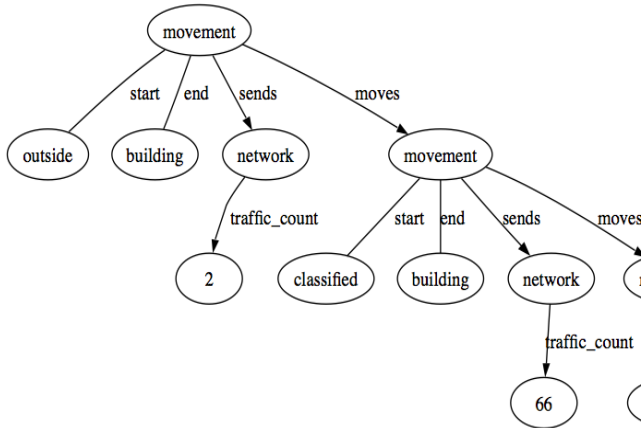 movement
start
end
sends
moves
outside
building
network
movement
traffic_count
start
end
sends
moves
2
classified
building
network
traffic_count
66